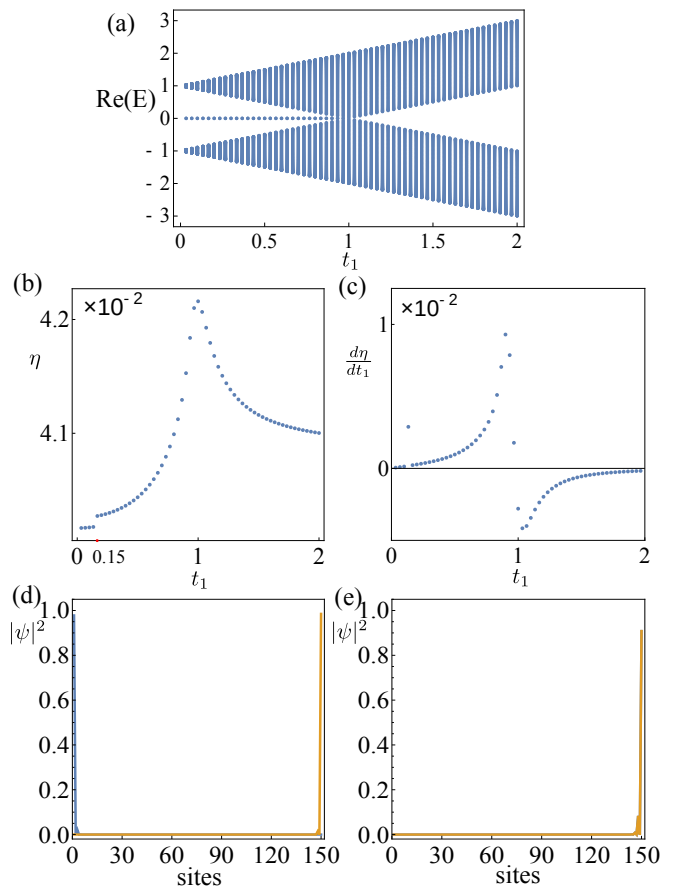 (a)
3
2
1
Re(E)
0
- 1
- 2
- 3
0
0.5
1
1.5
2
t₁
(b)
×10⁻²
4.2
η
4.1
0
0.15
1
2
t₁
(c)
×10⁻²
1
dη/dt₁
0
0
1
2
t₁
(d)
1.0
|ψ|²
0.8
0.6
0.4
0.2
0.0
0 30 60 90 120 150
sites
(e)
1.0
|ψ|²
0.8
0.6
0.4
0.2
0.0
0 30 60 90 120 150
sites